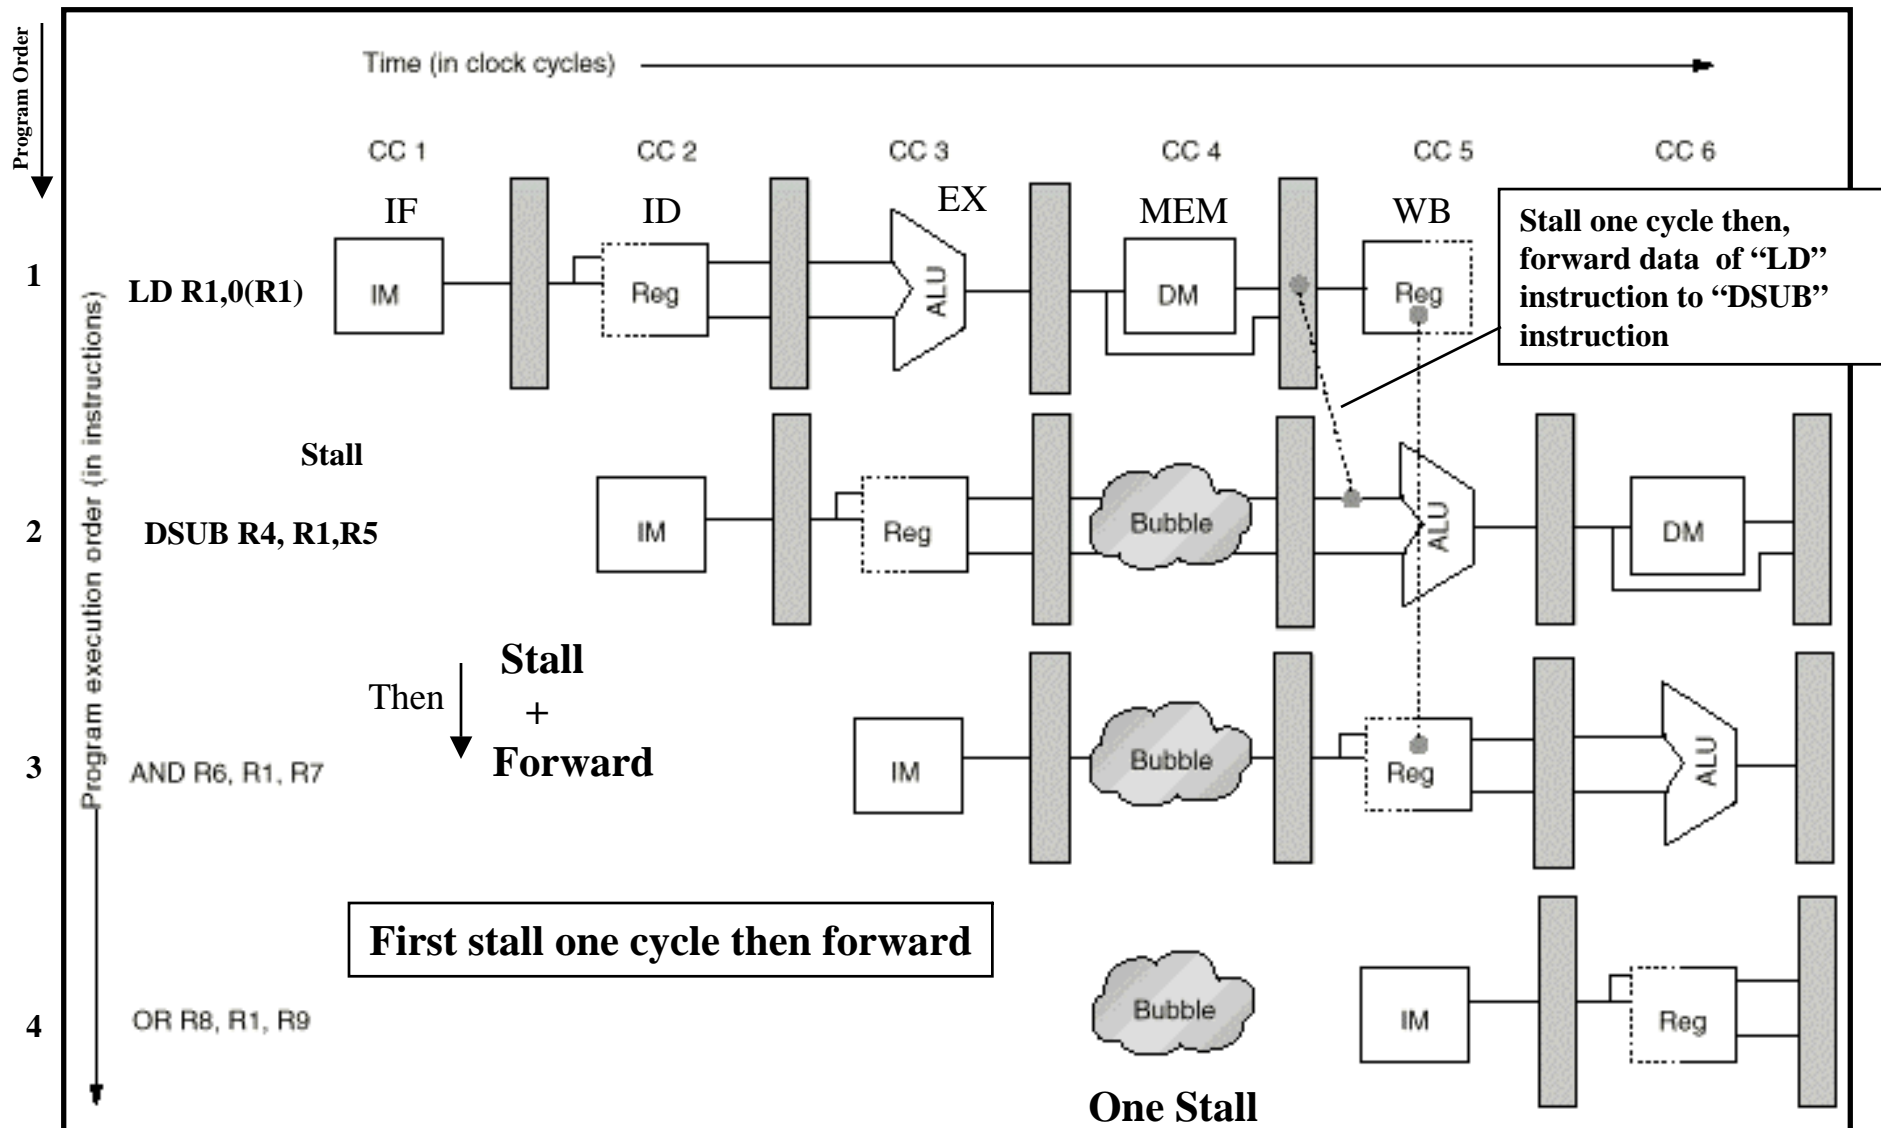 Program Order
Time (in clock cycles)
CC 1 CC 2 CC 3 CC 4 CC 5 CC 6
IF ID EX MEM WB
Stall one cycle then,
forward data of “LD”
instruction to “DSUB”
instruction
Program execution order (in instructions)
1 LD R1,0(R1) IM Reg ALU DM Reg
Stall
2 DSUB R4, R1,R5 IM Reg Bubble ALU DM
Then
Stall
+
Forward
3 AND R6, R1, R7 IM Bubble Reg ALU
First stall one cycle then forward
4 OR R8, R1, R9 Bubble IM Reg
One Stall